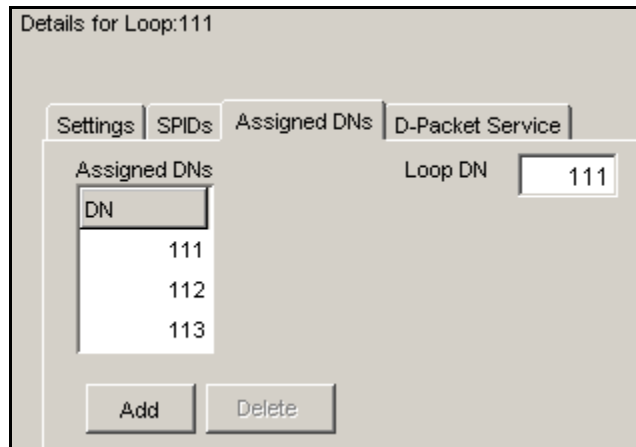 Details for Loop:111
Settings SPIDs Assigned DNs D-Packet Service
Assigned DNs Loop DN 111
DN
111
112
113
Add Delete